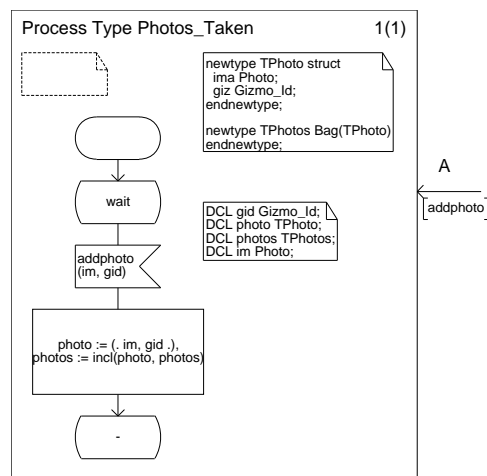 Process Type Photos_Taken 1(1)
newtype TPhoto struct
ima Photo;
giz Gizmo_Id;
endnewtype;
newtype TPhotos Bag(TPhoto)
endnewtype;
A
wait
addphoto
DCL gid Gizmo_Id;
DCL photo TPhoto;
DCL photos TPhotos;
DCL im Photo;
addphoto
(im, gid)
photo := (. im, gid .),
photos := incl(photo, photos)
-